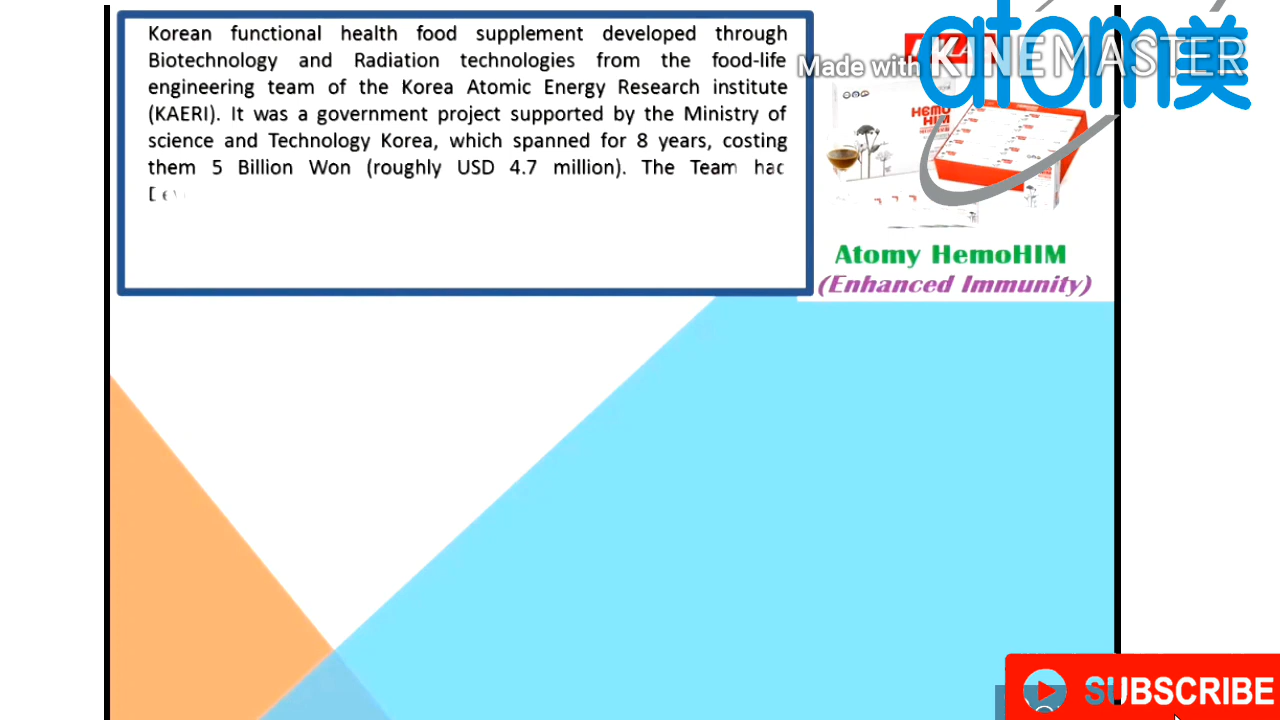 Korean functional health food supplement developed through
Biotechnology and Radiation technologies from the food-life
engineering team of the Korea Atomic Energy Research institute
(KAERI). It was a government project supported by the Ministry of
science and Technology Korea, which spanned for 8 years, costing
them 5 Billion Won (roughly USD 4.7 million). The Team had
atom美
Made with KINEMASTER
HEMO
HIM
Atomy HemoHIM
(Enhanced Immunity)
SUBSCRIBE